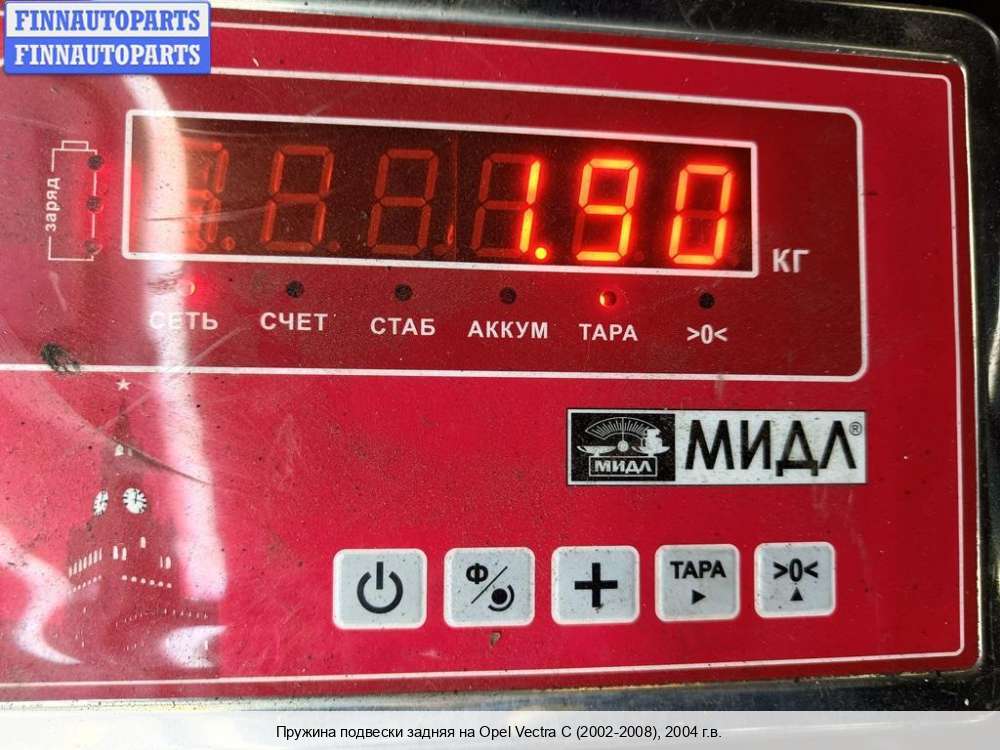 FINNAUTOPARTS
FINNAUTOPARTS
заряд
1.90
КГ
СЕТЬ СЧЕТ СТАБ АККУМ ТАРА >0<
МИДЛ МИДЛ®
Ф
ТАРА >0<
Пружина подвески задняя на Opel Vectra C (2002-2008), 2004 г.в.